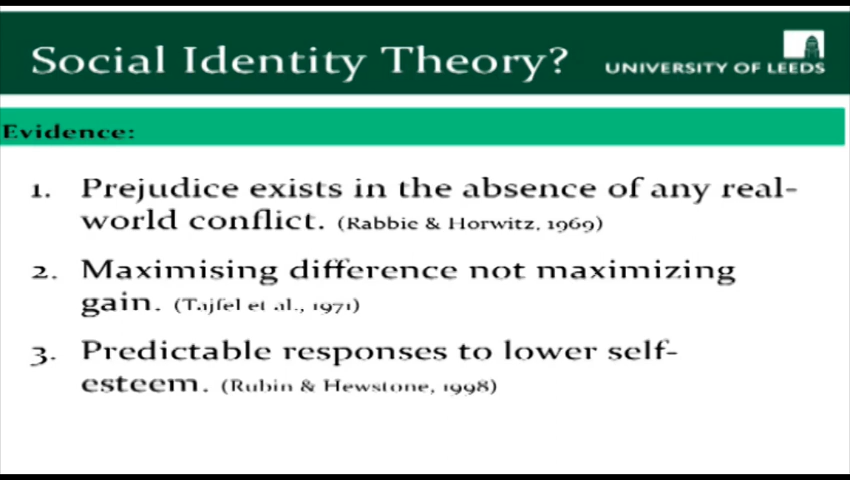 Social Identity Theory?
UNIVERSITY OF LEEDS
Evidence:
1. Prejudice exists in the absence of any real-
world conflict. (Rabbie & Horwitz, 1969)
2. Maximising difference not maximizing
gain. (Tajfel et al., 1971)
3. Predictable responses to lower self-
esteem. (Rubin & Hewstone, 1998)